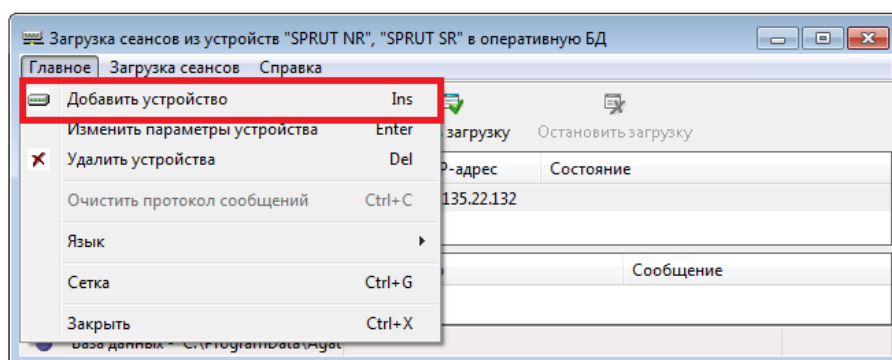 Загрузка сеансов из устройств "SPRUT NR", "SPRUT SR" в оперативную БД
Главное Загрузка сеансов Справка
Добавить устройство Ins
Изменить параметры устройства Enter
загрузку Остановить загрузку
Удалить устройства Del
P-адрес Состояние
Очистить протокол сообщений Ctrl+C
135.22.132
Язык
Сообщение
Сетка Ctrl+G
Закрыть Ctrl+X
База данных - C:\ProgramData\Agat